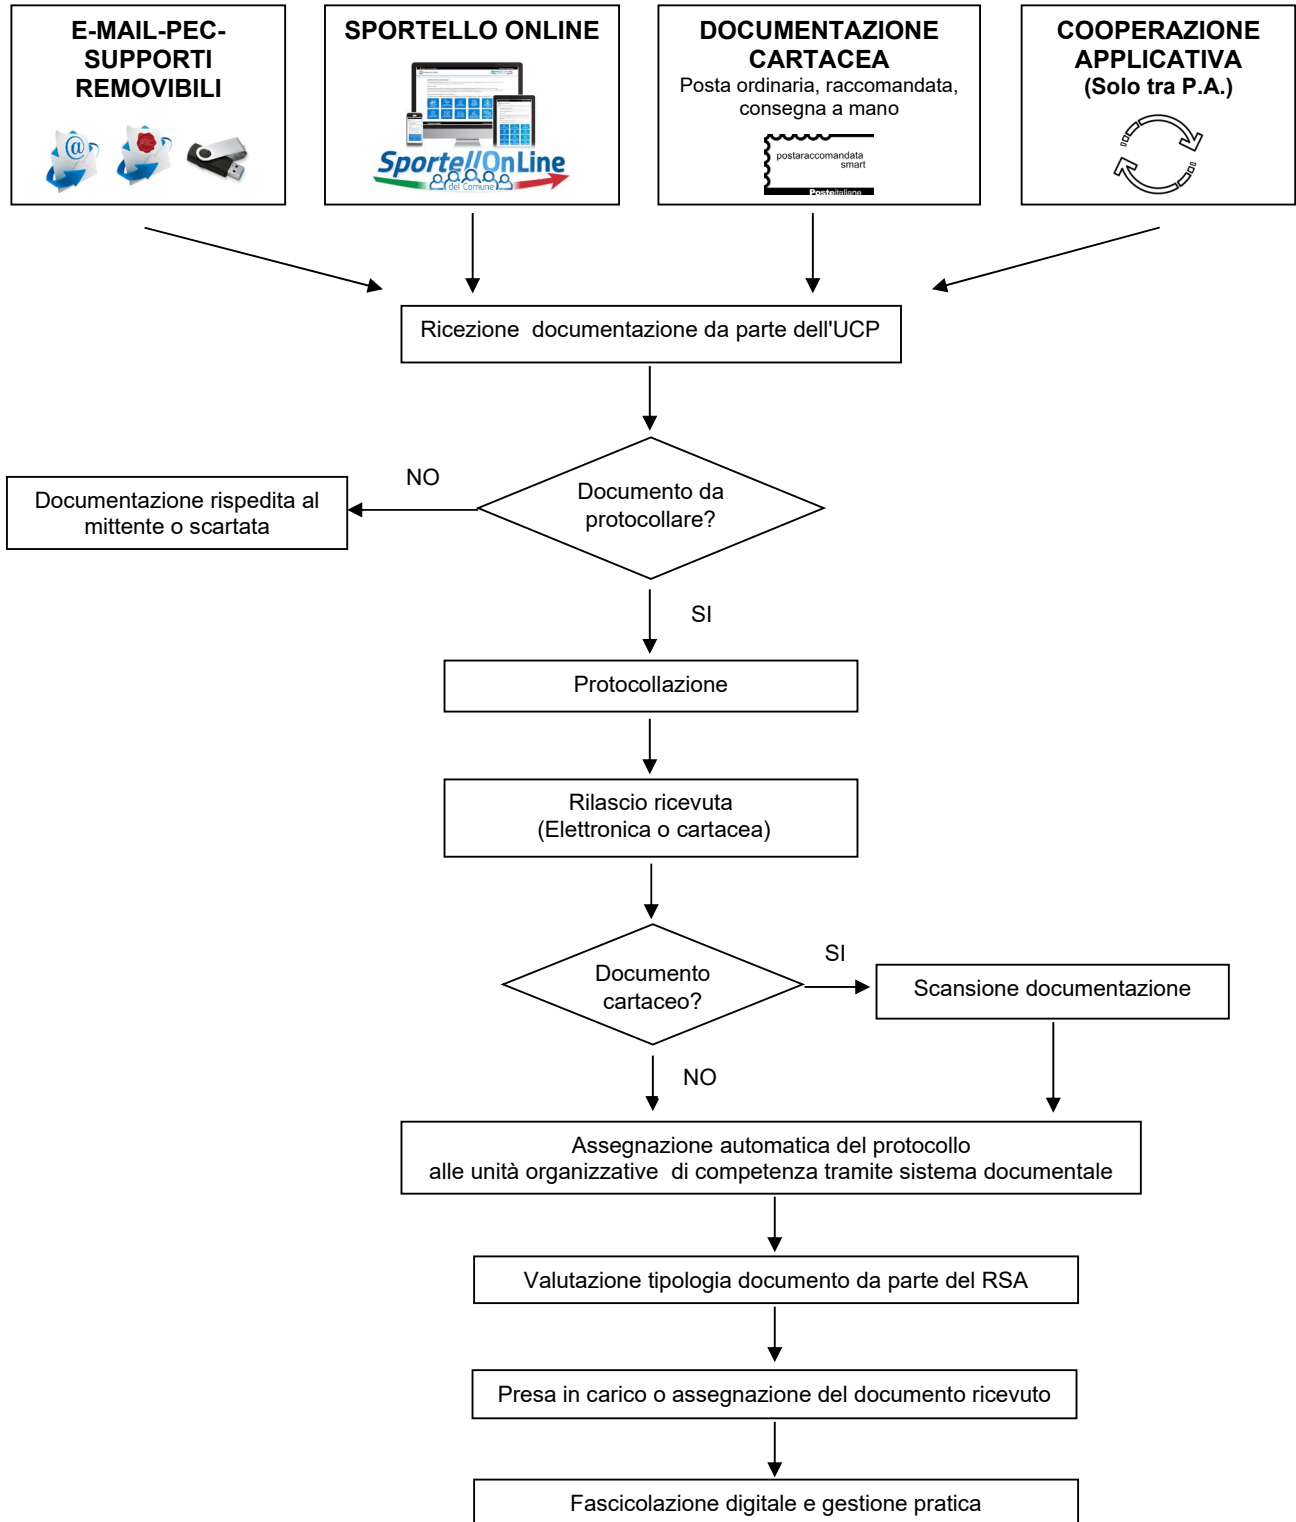 E-MAIL-PEC-
SUPPORTI
REMOVIBILI
SPORTELLO ONLINE
SportellOnLine
del Comune
DOCUMENTAZIONE
CARTACEA
Posta ordinaria, raccomandata,
consegna a mano
postaraccomandata
smart
Posteitaliane
COOPERAZIONE
APPLICATIVA
(Solo tra P.A.)
Ricezione documentazione da parte dell'UCP
Documento da
protocollare?
NO
Documentazione rispedita al
mittente o scartata
SI
Protocollazione
Rilascio ricevuta
(Elettronica o cartacea)
Documento
cartaceo?
SI
Scansione documentazione
NO
Assegnazione automatica del protocollo
alle unità organizzative di competenza tramite sistema documentale
Valutazione tipologia documento da parte del RSA
Presa in carico o assegnazione del documento ricevuto
Fascicolazione digitale e gestione pratica